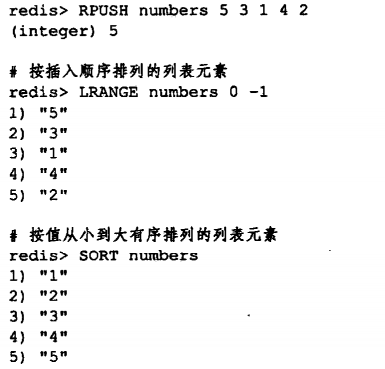 redis> RPUSH numbers 5 3 1 4 2
(integer) 5
# 按插入顺序排列的列表元素
redis> LRANGE numbers 0 -1
1) "5"
2) "3"
3) "1"
4) "4"
5) "2"
# 按值从小到大有序排列的列表元素
redis> SORT numbers
1) "1"
2) "2"
3) "3"
4) "4"
5) "5"